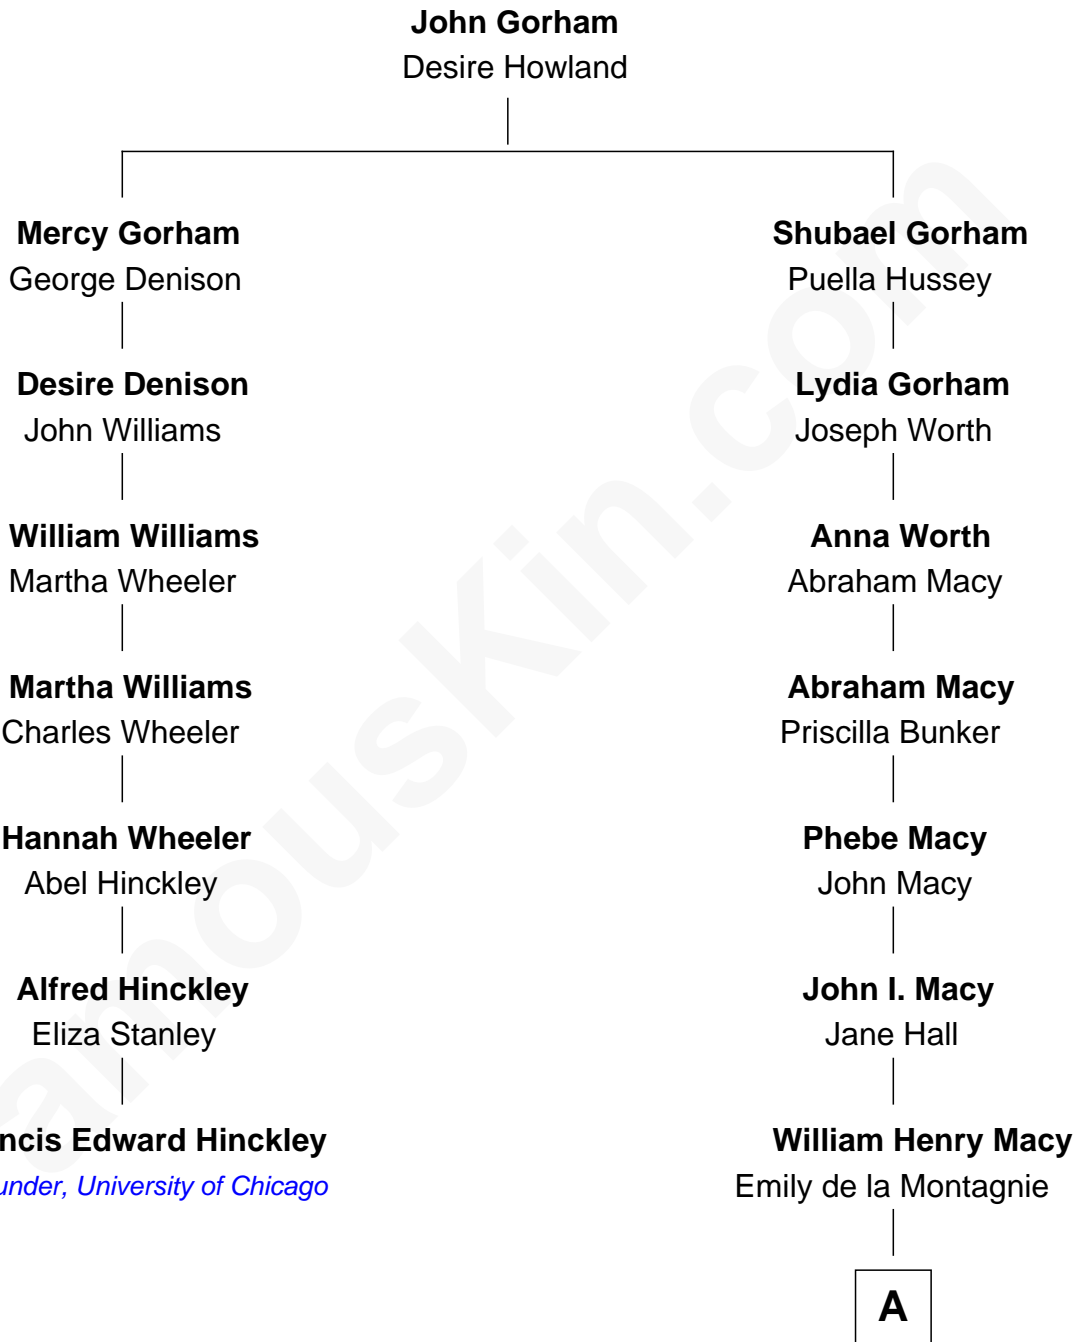 John Gorham
Desire Howland
Mercy Gorham
George Denison
Shubael Gorham
Puella Hussey
Desire Denison
John Williams
Lydia Gorham
Joseph Worth
William Williams
Martha Wheeler
Anna Worth
Abraham Macy
Martha Williams
Charles Wheeler
Abraham Macy
Priscilla Bunker
Hannah Wheeler
Abel Hinckley
Phebe Macy
John Macy
Alfred Hinckley
Eliza Stanley
John I. Macy
Jane Hall
ncis Edward Hinckley
under, University of Chicago
William Henry Macy
Emily de la Montagnie
A
amouskin.com